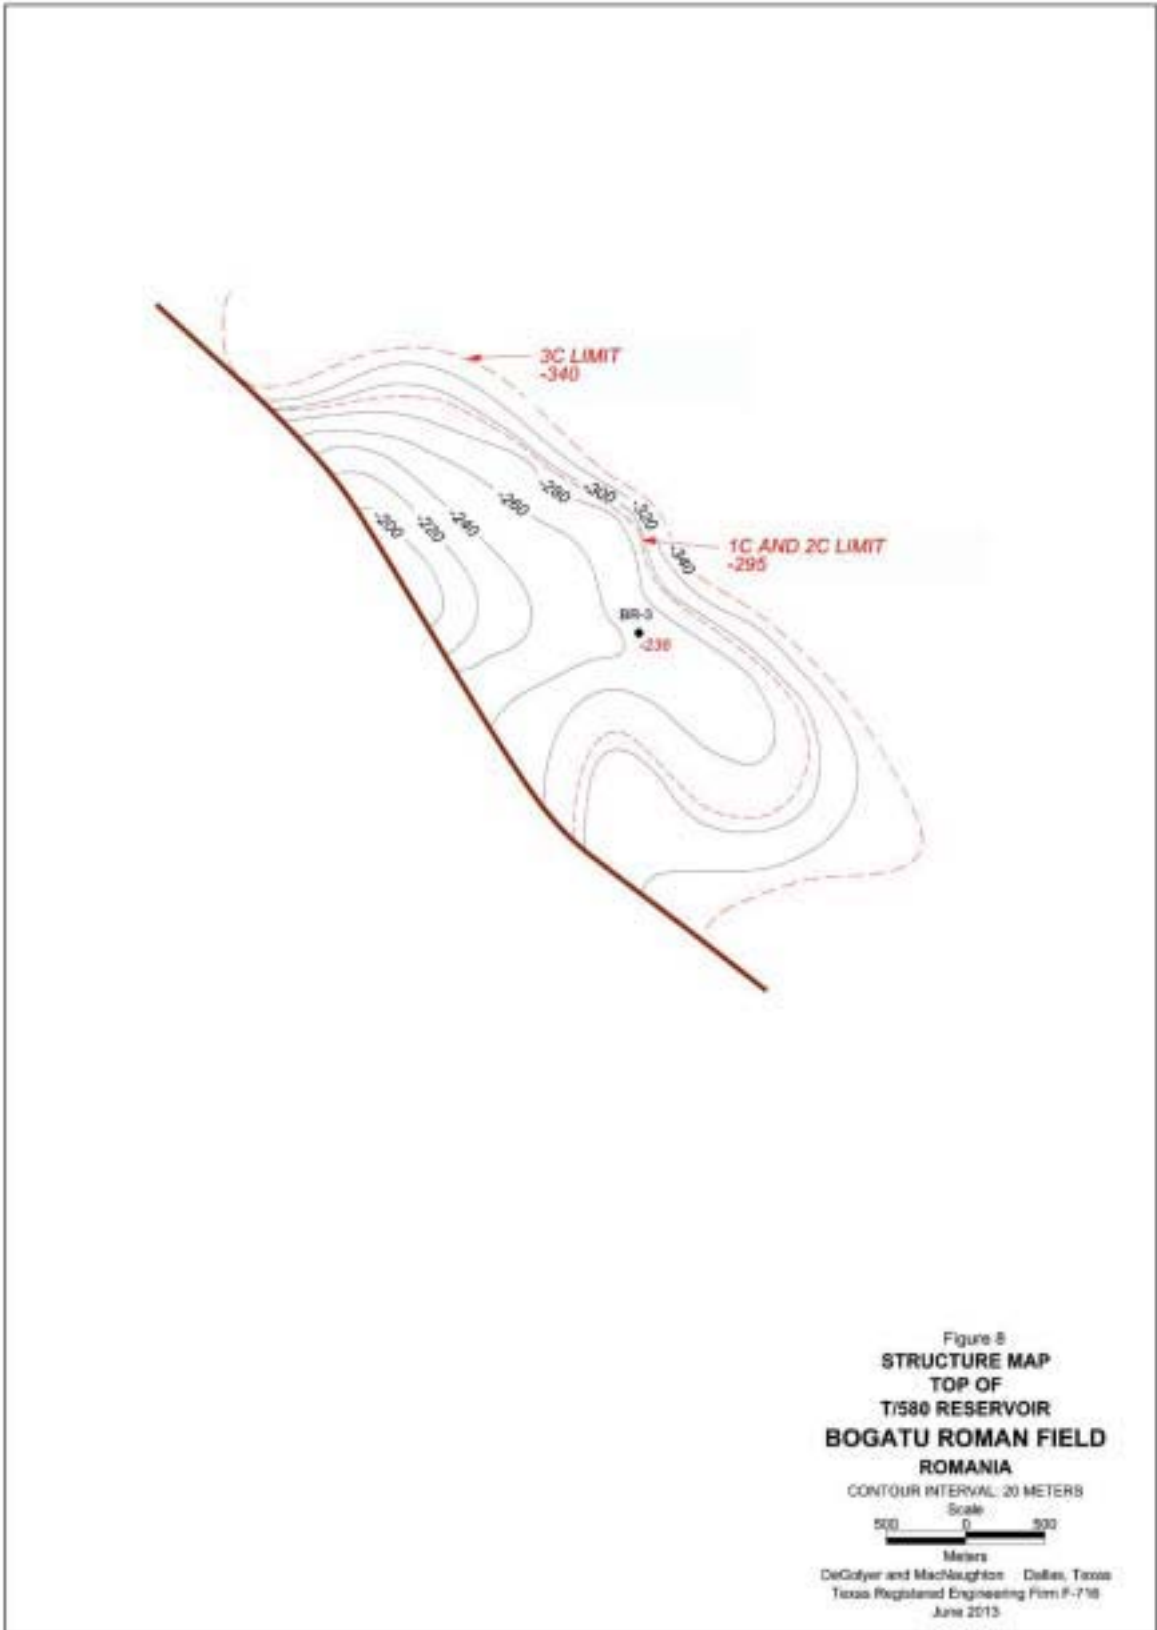 3C LIMIT
-340
-200
-220
-240
-260
-280
-300
-320
-340
1C AND 2C LIMIT
-295
BR-3
-236
Figure 8
STRUCTURE MAP
TOP OF
T/580 RESERVOIR
BOGATU ROMAN FIELD
ROMANIA
CONTOUR INTERVAL: 20 METERS
Scale
500 0 500
Meters
DeGolyer and MacNaughton Dallas, Texas
Texas Registered Engineering Firm F-716
June 2013